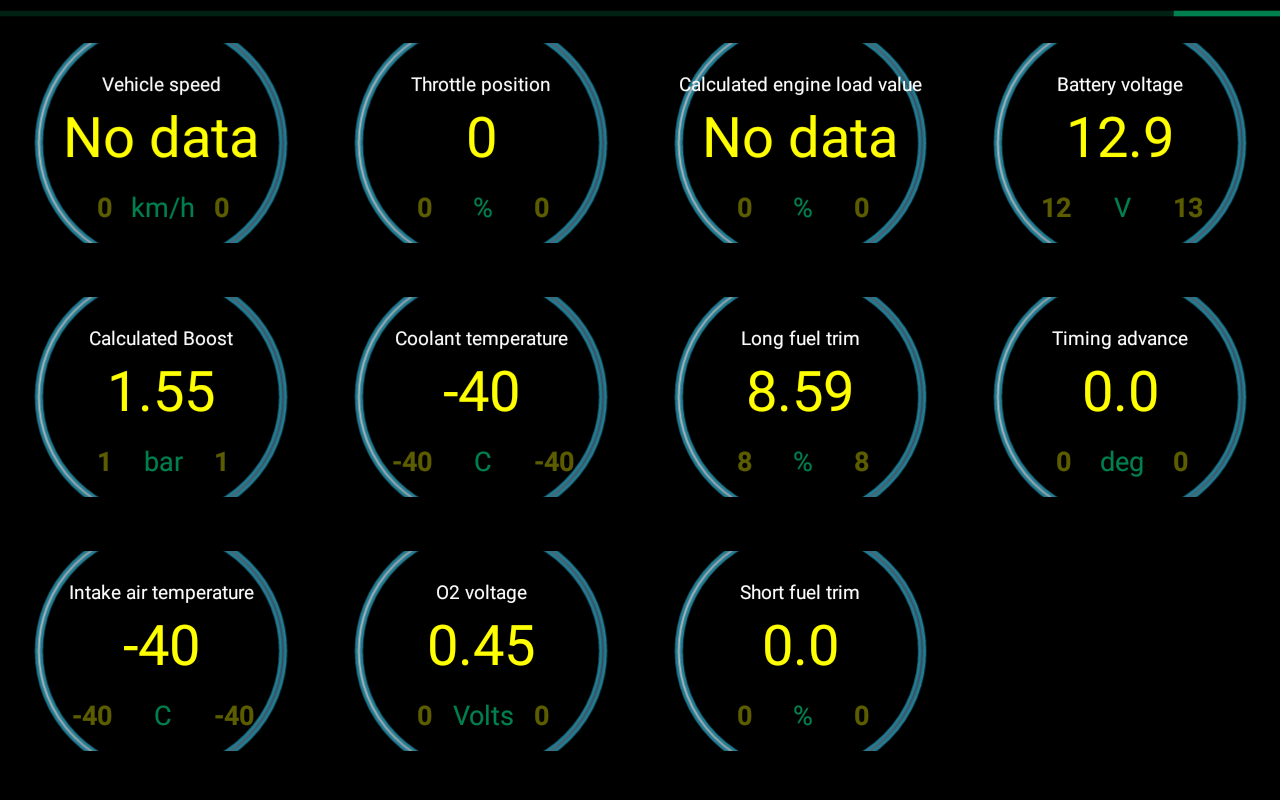 Vehicle speed
No data
0 km/h 0
Throttle position
0
0 % 0
Calculated engine load value
No data
0 % 0
Battery voltage
12.9
12 V 13
Calculated Boost
1.55
1 bar 1
Coolant temperature
-40
-40 C -40
Long fuel trim
8.59
8 % 8
Timing advance
0.0
0 deg 0
Intake air temperature
-40
-40 C -40
O2 voltage
0.45
0 Volts 0
Short fuel trim
0.0
0 % 0